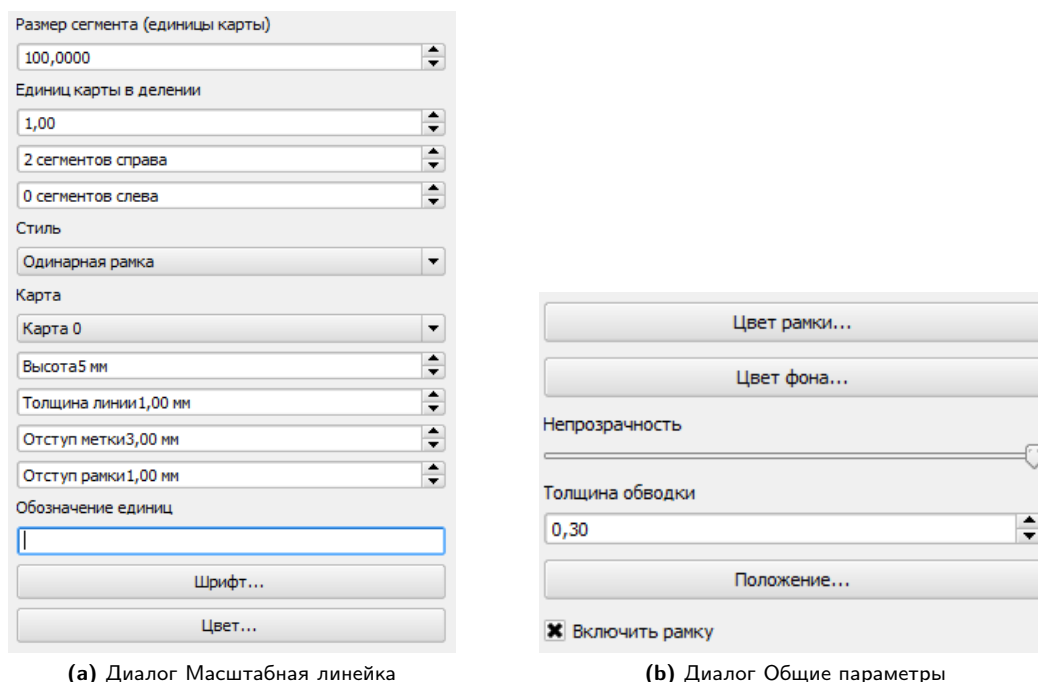 Размер сегмента (единицы карты)
100,0000
Единиц карты в делении
1,00
2 сегментов справа
0 сегментов слева
Стиль
Одинарная рамка
Карта
Карта 0
Высота5 мм
Толщина линии1,00 мм
Отступ метки3,00 мм
Отступ рамки1,00 мм
Обозначение единиц
Шрифт...
Цвет...
(a) Диалог Масштабная линейка
Цвет рамки...
Цвет фона...
Непрозрачность
Толщина обводки
0,30
Положение...
Включить рамку
(b) Диалог Общие параметры